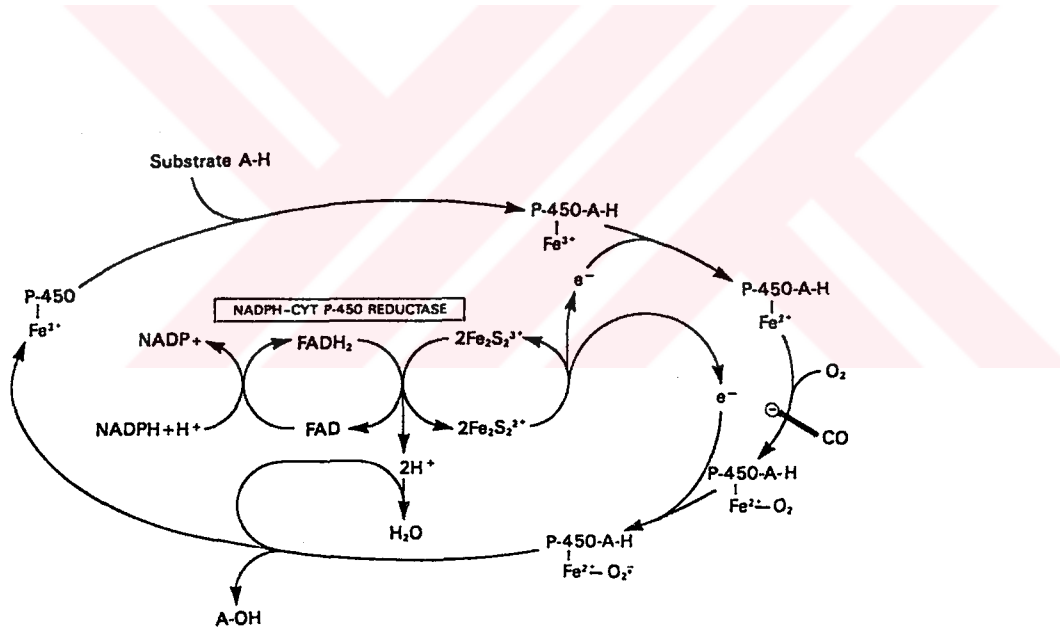 Substrate A-H
P-450-A-H
Fe³⁺
e⁻
P-450
Fe³⁺
P-450-A-H
Fe²⁺
NADPH-CYT P-450 REDUCTASE
NADP+
FADH₂
2Fe₂S₂³⁺
O₂
e⁻
NADPH+H⁺
FAD
2Fe₂S₂²⁺
CO
2H⁺
P-450-A-H
Fe²⁺—O₂
H₂O
P-450-A-H
Fe²⁺—O₂⁻
A-OH